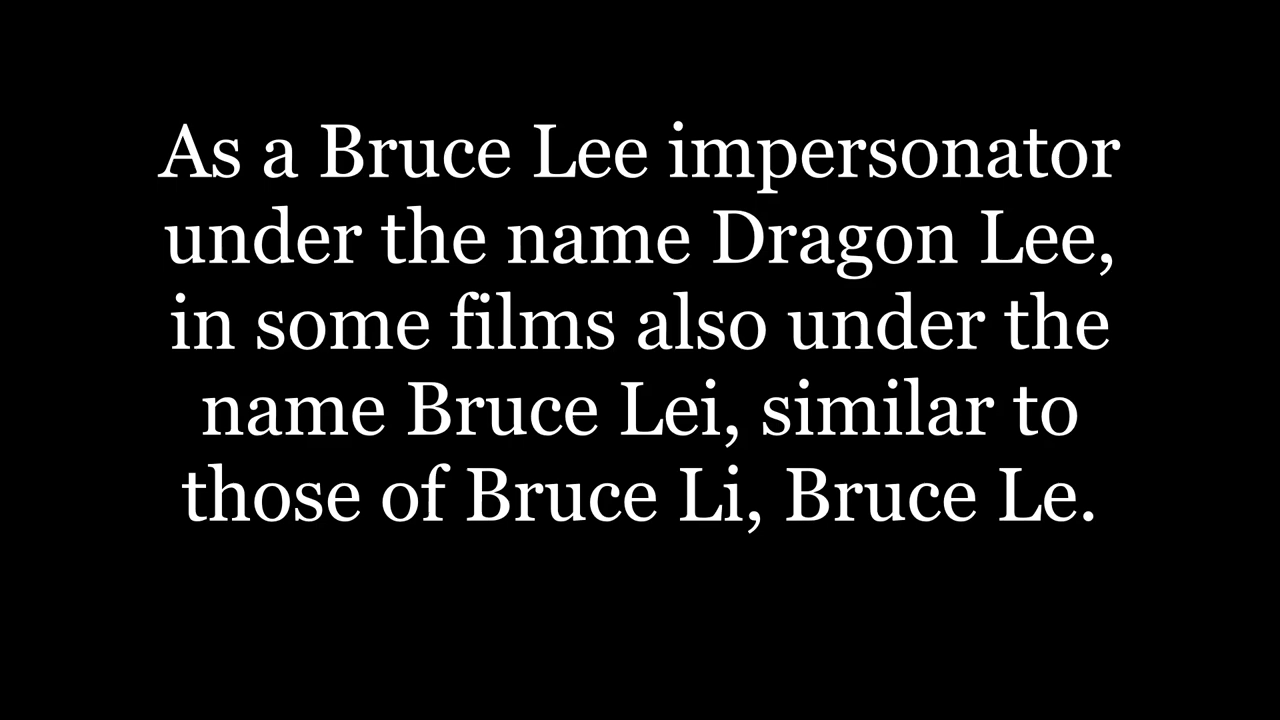 As a Bruce Lee impersonator
under the name Dragon Lee,
in some films also under the
name Bruce Lei, similar to
those of Bruce Li, Bruce Le.